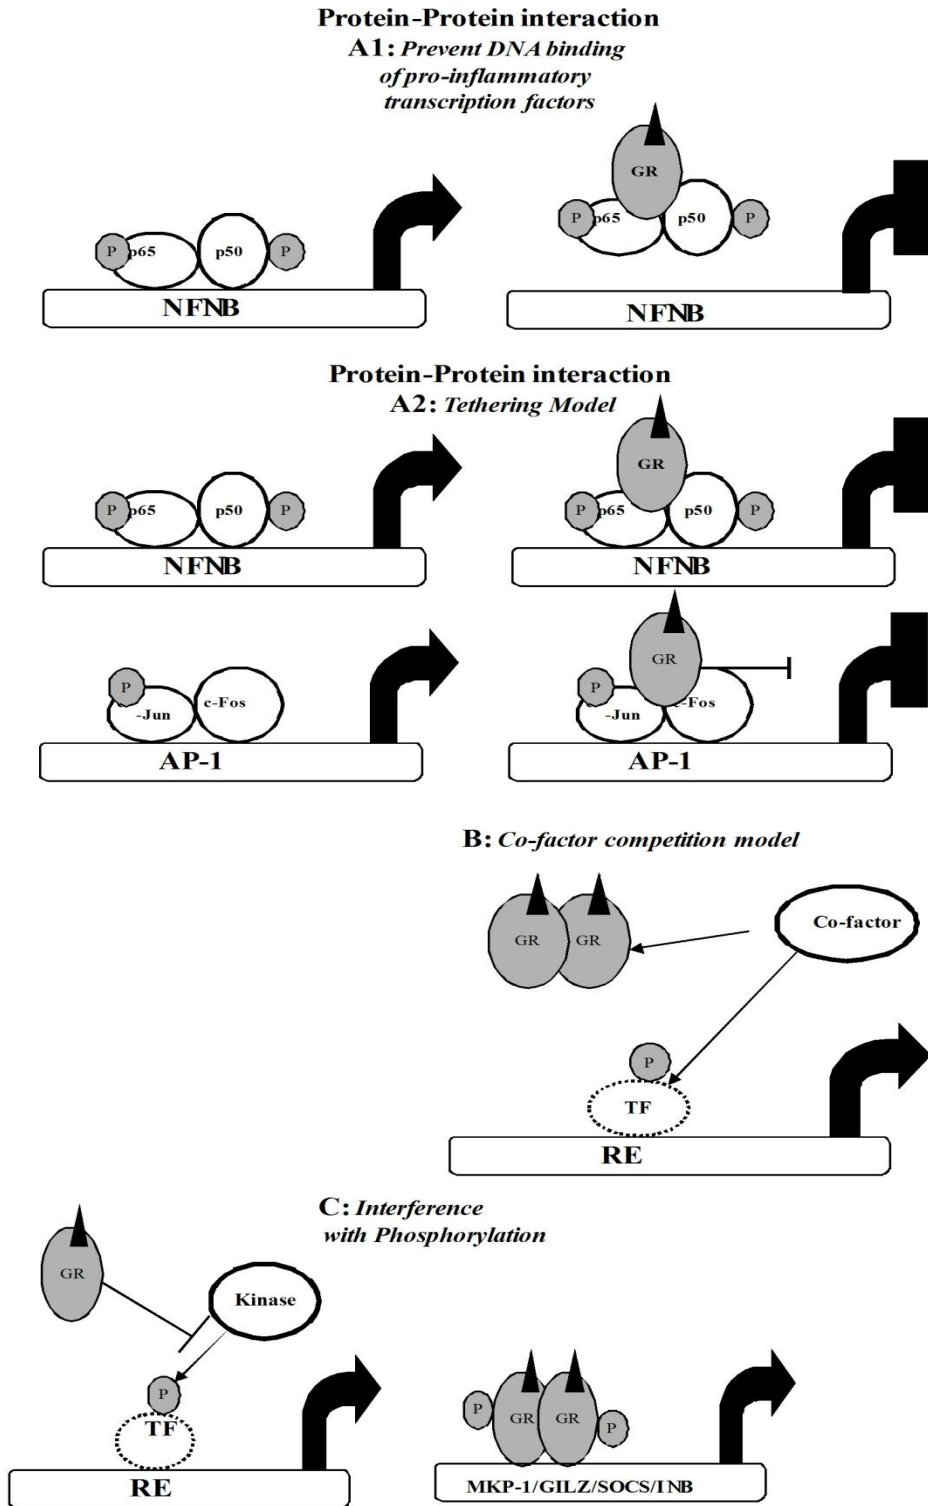 Protein-Protein interaction
A1: Prevent DNA binding
of pro-inflammatory
transcription factors
P p65 p50 P
NFNB
GR
P p65 p50 P
NFNB
Protein-Protein interaction
A2: Tethering Model
P p65 p50 P
NFNB
GR
P p65 p50 P
NFNB
P
-Jun c-Fos
AP-1
GR
P
-Jun c-Fos
AP-1
B: Co-factor competition model
GR GR
Co-factor
P
TF
RE
C: Interference
with Phosphorylation
GR
Kinase
P
TF
RE
P GR GR P
MKP-1/GILZ/SOCS/INB